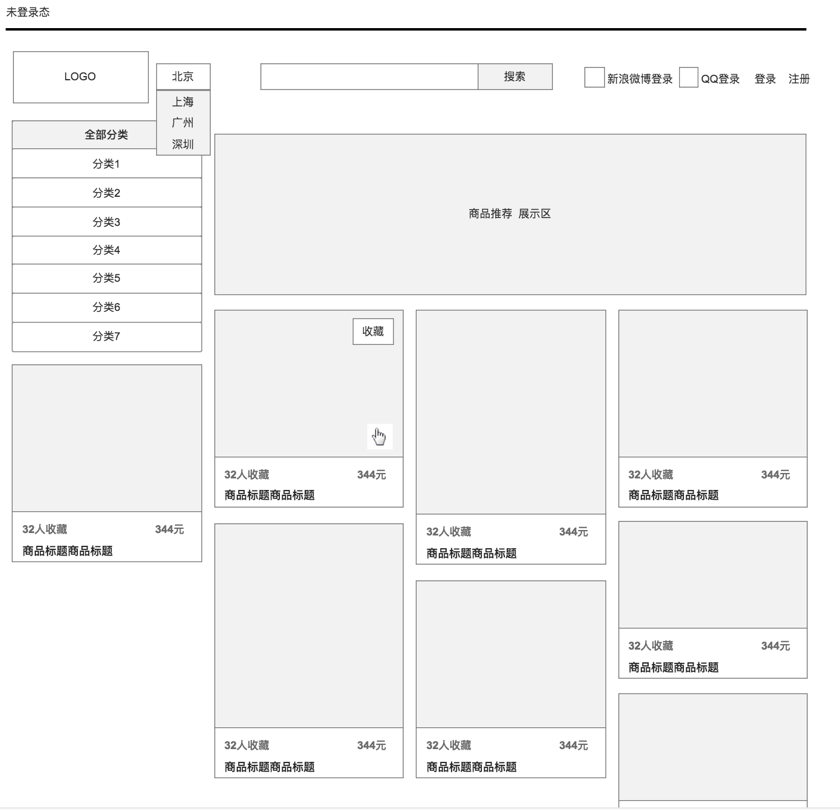 未登录态
LOGO
北京
上海
广州
深圳
搜索
新浪微博登录 QQ登录 登录 注册
全部分类
分类1
分类2
分类3
分类4
分类5
分类6
分类7
商品推荐 展示区
收藏
32人收藏 344元
商品标题商品标题
32人收藏 344元
商品标题商品标题
32人收藏 344元
商品标题商品标题
32人收藏 344元
商品标题商品标题
32人收藏 344元
商品标题商品标题
32人收藏 344元
商品标题商品标题
32人收藏 344元
商品标题商品标题